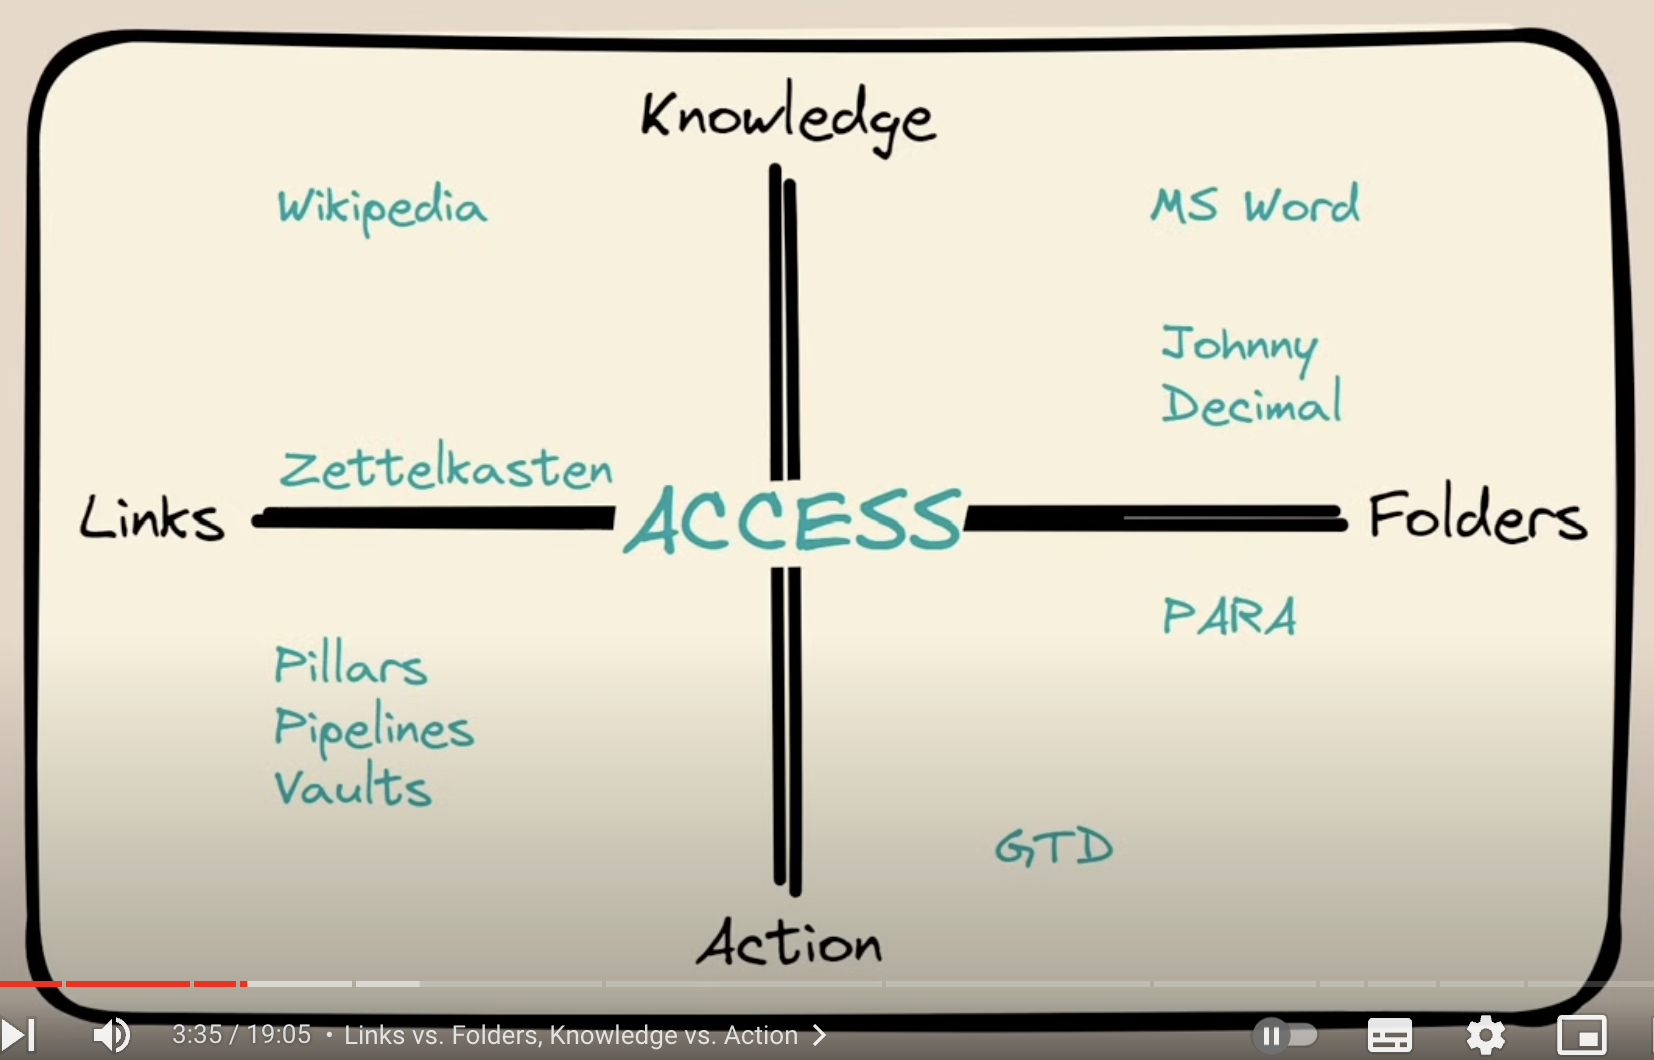 Knowledge
Wikipedia
MS Word
Johnny
Decimal
Zettelkasten
Links
ACCESS
Folders
PARA
Pillars
Pipelines
Vaults
GTD
Action
3:35 / 19:05 • Links vs. Folders, Knowledge vs. Action